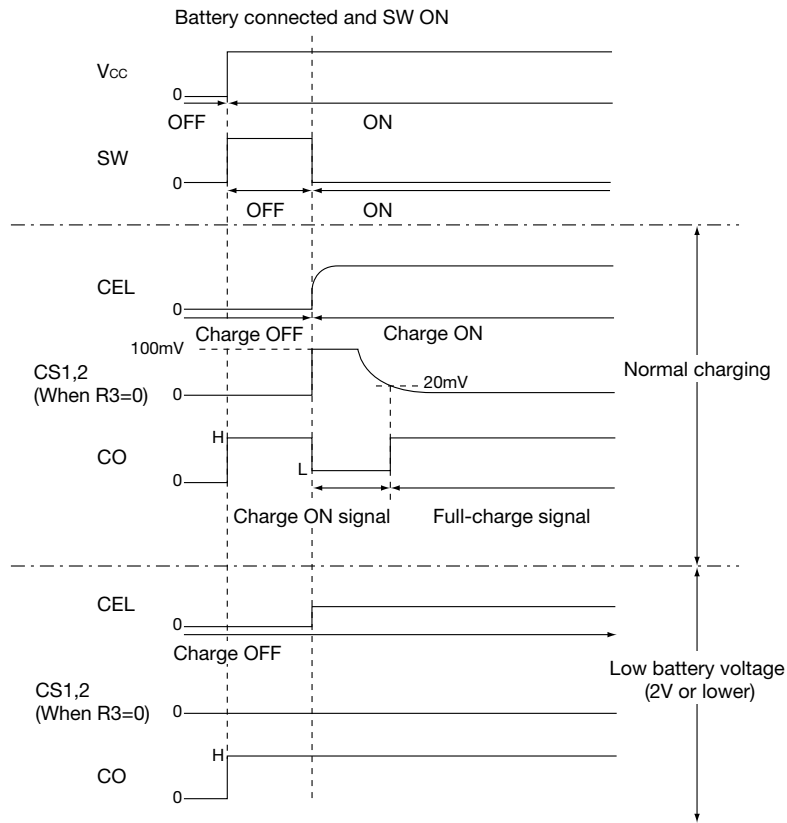 Battery connected and SW ON
Vcc
0
OFF ON
SW
0
OFF ON
CEL
0
Charge OFF Charge ON
100mV
CS1,2
(When R3=0)
20mV
0
Normal charging
H
CO
L
0
Charge ON signal Full-charge signal
CEL
0
Charge OFF
Low battery voltage
(2V or lower)
CS1,2
(When R3=0)
0
H
CO
0